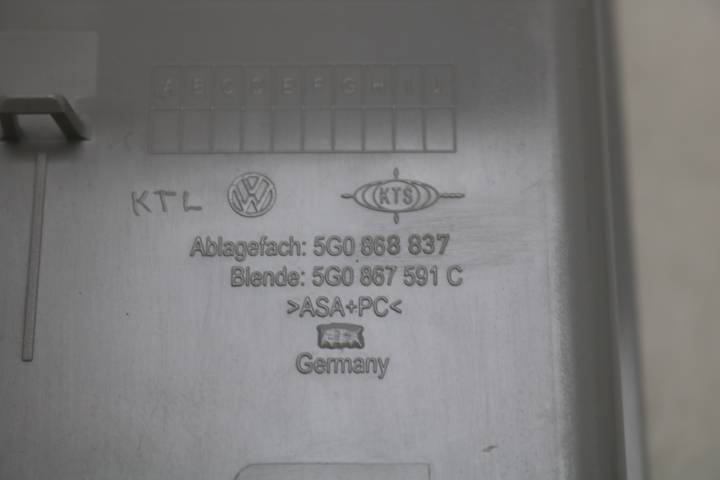 A B C D E F G H I J
KTL
KTS
Ablagefach: 5G0 868 837
Blende: 5G0 867 591 C
>ASA+PC<
Germany